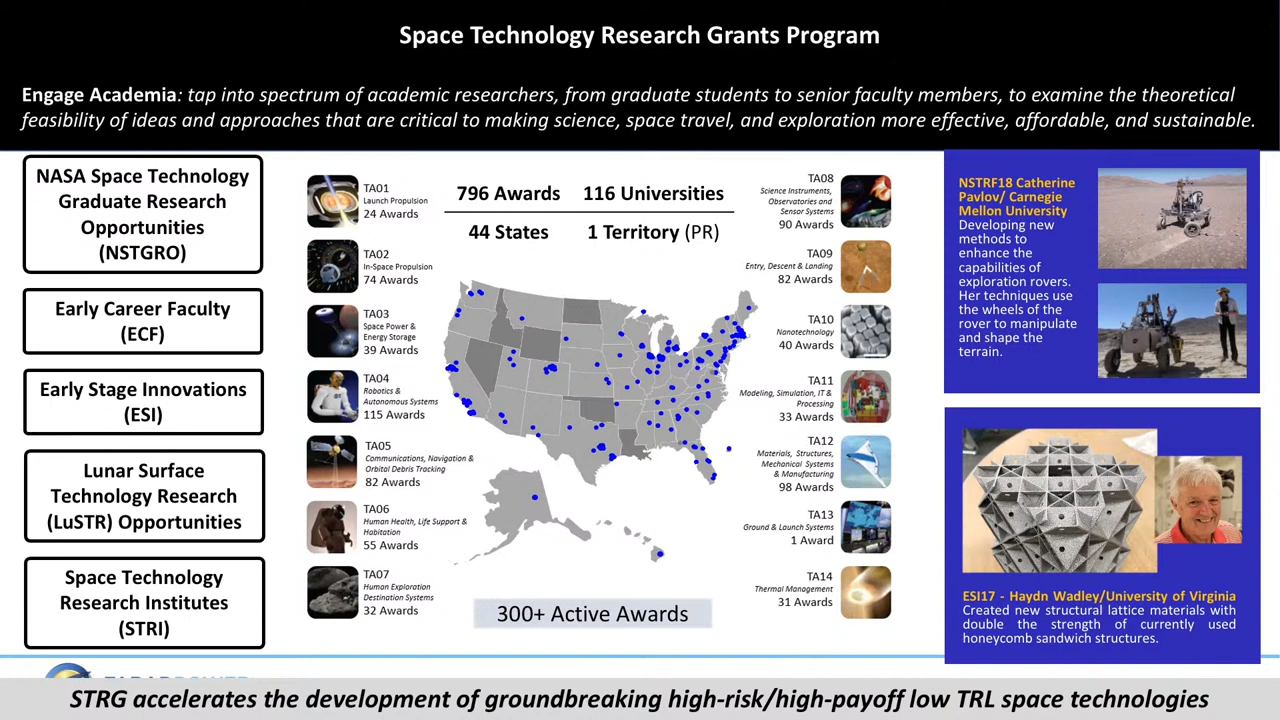 Space Technology Research Grants Program
Engage Academia: tap into spectrum of academic researchers, from graduate students to senior faculty members, to examine the theoretical
feasibility of ideas and approaches that are critical to making science, space travel, and exploration more effective, affordable, and sustainable.
NASA Space Technology
Graduate Research
Opportunities
(NSTGRO)
Early Career Faculty
(ECF)
Early Stage Innovations
(ESI)
Lunar Surface
Technology Research
(LuSTR) Opportunities
Space Technology
Research Institutes
(STRI)
TA01
Launch Propulsion
24 Awards
TA02
In-Space Propulsion
74 Awards
TA03
Space Power &
Energy Storage
39 Awards
TA04
Robotics &
Autonomous Systems
115 Awards
TA05
Communications, Navigation &
Orbital Debris Tracking
82 Awards
TA06
Human Health, Life Support &
Habitation
55 Awards
TA07
Human Exploration
Destination Systems
32 Awards
796 Awards 116 Universities
44 States 1 Territory (PR)
300+ Active Awards
TA08
Science Instruments,
Observatories and
Sensor Systems
90 Awards
TA09
Entry, Descent & Landing
82 Awards
TA10
Nanotechnology
40 Awards
TA11
Modeling, Simulation, IT &
Processing
33 Awards
TA12
Materials, Structures,
Mechanical Systems
& Manufacturing
98 Awards
TA13
Ground & Launch Systems
1 Award
TA14
Thermal Management
31 Awards
NSTRF18 Catherine
Pavlov/ Carnegie
Mellon University
Developing new
methods to
enhance the
capabilities of
exploration rovers.
Her techniques use
the wheels of the
rover to manipulate
and shape the
terrain.
ESI17 - Haydn Wadley/University of Virginia
Created new structural lattice materials with
double the strength of currently used
honeycomb sandwich structures.
STRG accelerates the development of groundbreaking high-risk/high-payoff low TRL space technologies